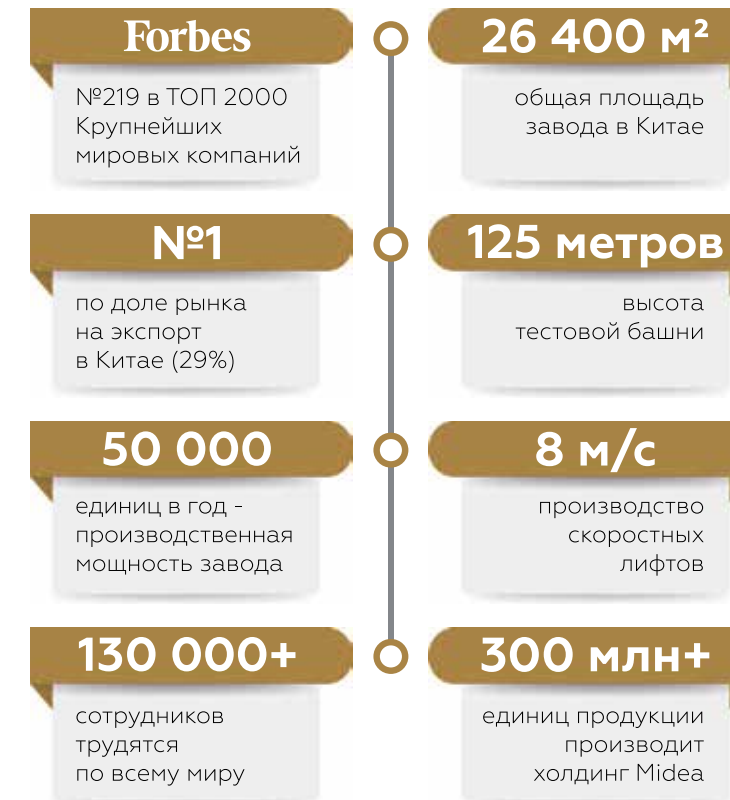 Forbes
№219 в ТОП 2000
Крупнейших
мировых компаний
26 400 м²
общая площадь
завода в Китае
№1
по доле рынка
на экспорт
в Китае (29%)
125 метров
высота
тестовой башни
50 000
единиц в год -
производственная
мощность завода
8 м/с
производство
скоростных
лифтов
130 000+
сотрудников
трудятся
по всему миру
300 млн+
единиц продукции
производит
холдинг Midea